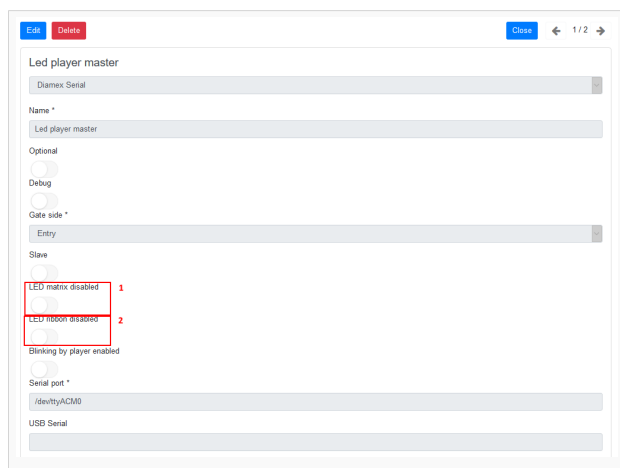 Edit Delete Close 1 / 2
Led player master
Diamex Serial
Name *
Led player master
Optional
Debug
Gate side *
Entry
Slave
LED matrix disabled 1
LED ribbon disabled 2
Blinking by player enabled
Serial port *
/dev/ttyACM0
USB Serial